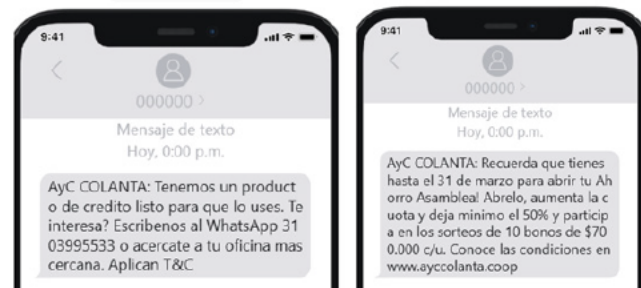 9:41
000000 >
Mensaje de texto
Hoy, 0:00 p.m.
AyC COLANTA: Tenemos un product
o de credito listo para que lo uses. Te
interesa? Escribenos al WhatsApp 31
03995533 o acercate a tu oficina mas
cercana. Aplican T&C
9:41
000000 >
Mensaje de texto
Hoy, 0:00 p.m.
AyC COLANTA: Recuerda que tienes
hasta el 31 de marzo para abrir tu Ah
orro Asamblea! Abrelo, aumenta la c
uota y deja minimo el 50% y particip
a en los sorteos de 10 bonos de $70
0.000 c/u. Conoce las condiciones en
www.ayccolanta.coop